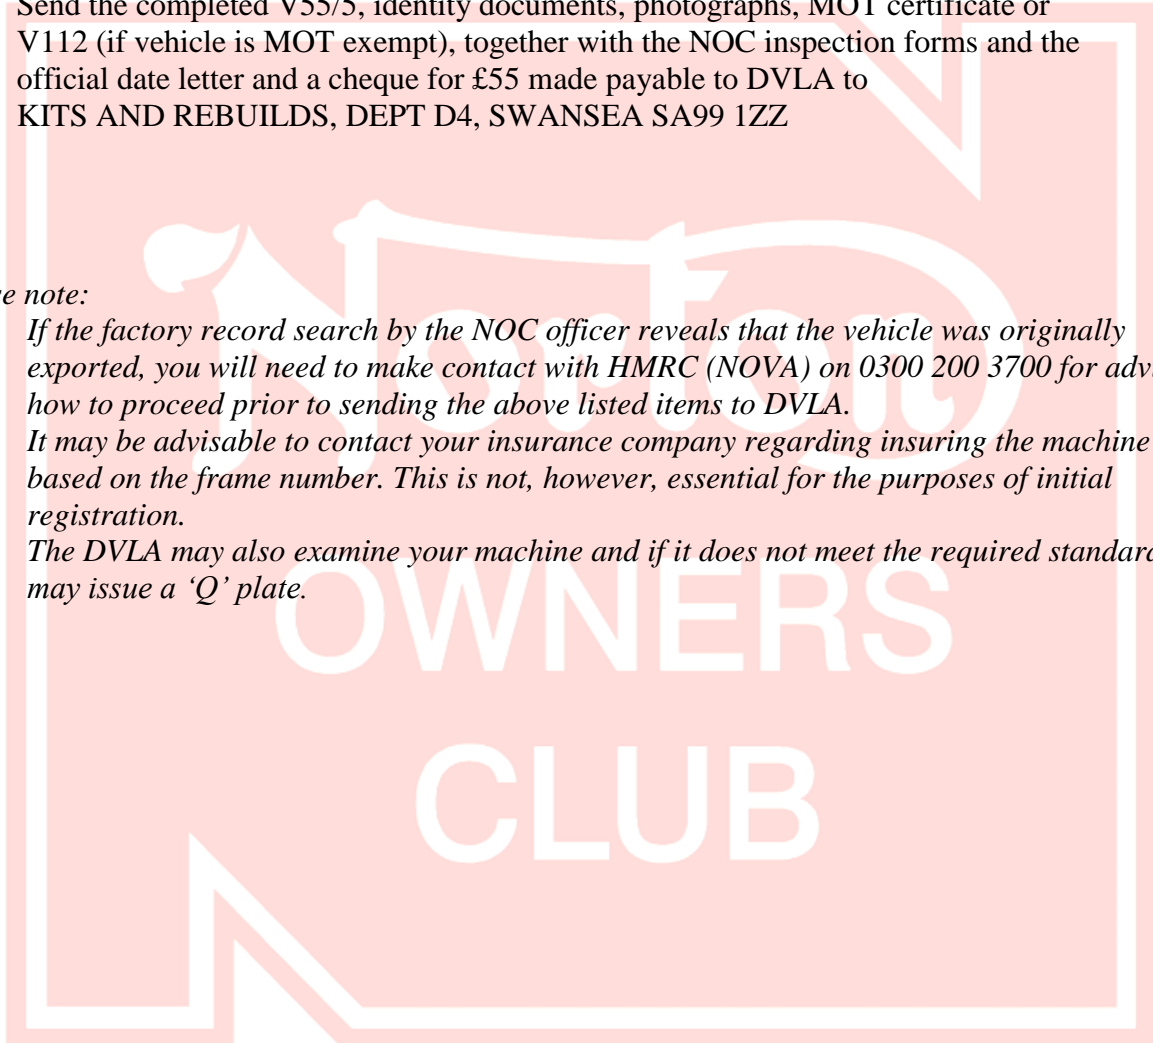 Send the completed V55/5, identity documents, photographs, MOT certificate or
V112 (if vehicle is MOT exempt), together with the NOC inspection forms and the
official date letter and a cheque for £55 made payable to DVLA to
KITS AND REBUILDS, DEPT D4, SWANSEA SA99 1ZZ
Norton
note:
If the factory record search by the NOC officer reveals that the vehicle was originally
exported, you will need to make contact with HMRC (NOVA) on 0300 200 3700 for
how to proceed prior to sending the above listed items to DVLA.
It may be advisable to contact your insurance company regarding insuring the machine
based on the frame number. This is not, however, essential for the purposes of initial
registration.
The DVLA may also examine your machine and if it does not meet the required
may issue a ‘Q’ plate.
OWNERS
CLUB